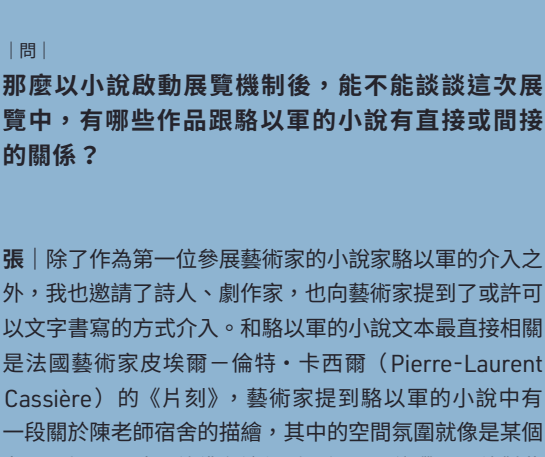 ｜問｜
那麼以小說啟動展覽機制後，能不能談談這次展
覽中，有哪些作品跟駱以軍的小說有直接或間接
的關係？
張｜除了作為第一位參展藝術家的小說家駱以軍的介入之
外，我也邀請了詩人、劇作家，也向藝術家提到了或許可
以文字書寫的方式介入。和駱以軍的小說文本最直接相關
是法國藝術家皮埃爾－倫特・卡西爾（Pierre-Laurent
Cassière）的《片刻》，藝術家提到駱以軍的小說中有
一段關於陳老師宿舍的描繪，其中的空間氛圍就像是某個